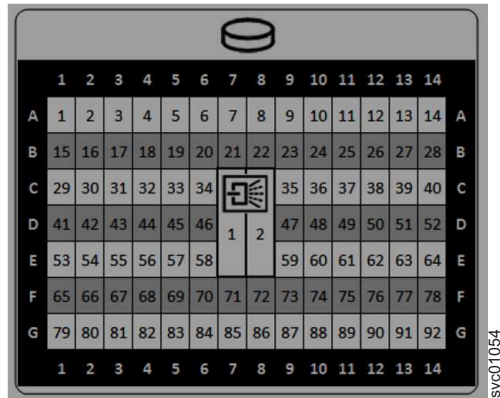 1 2 3 4 5 6 7 8 9 10 11 12 13 14
A 1 2 3 4 5 6 7 8 9 10 11 12 13 14 A
B 15 16 17 18 19 20 21 22 23 24 25 26 27 28 B
C 29 30 31 32 33 34 35 36 37 38 39 40 C
D 41 42 43 44 45 46 1 2 47 48 49 50 51 52 D
E 53 54 55 56 57 58 59 60 61 62 63 64 E
F 65 66 67 68 69 70 71 72 73 74 75 76 77 78 F
G 79 80 81 82 83 84 85 86 87 88 89 90 91 92 G
1 2 3 4 5 6 7 8 9 10 11 12 13 14
svc01054